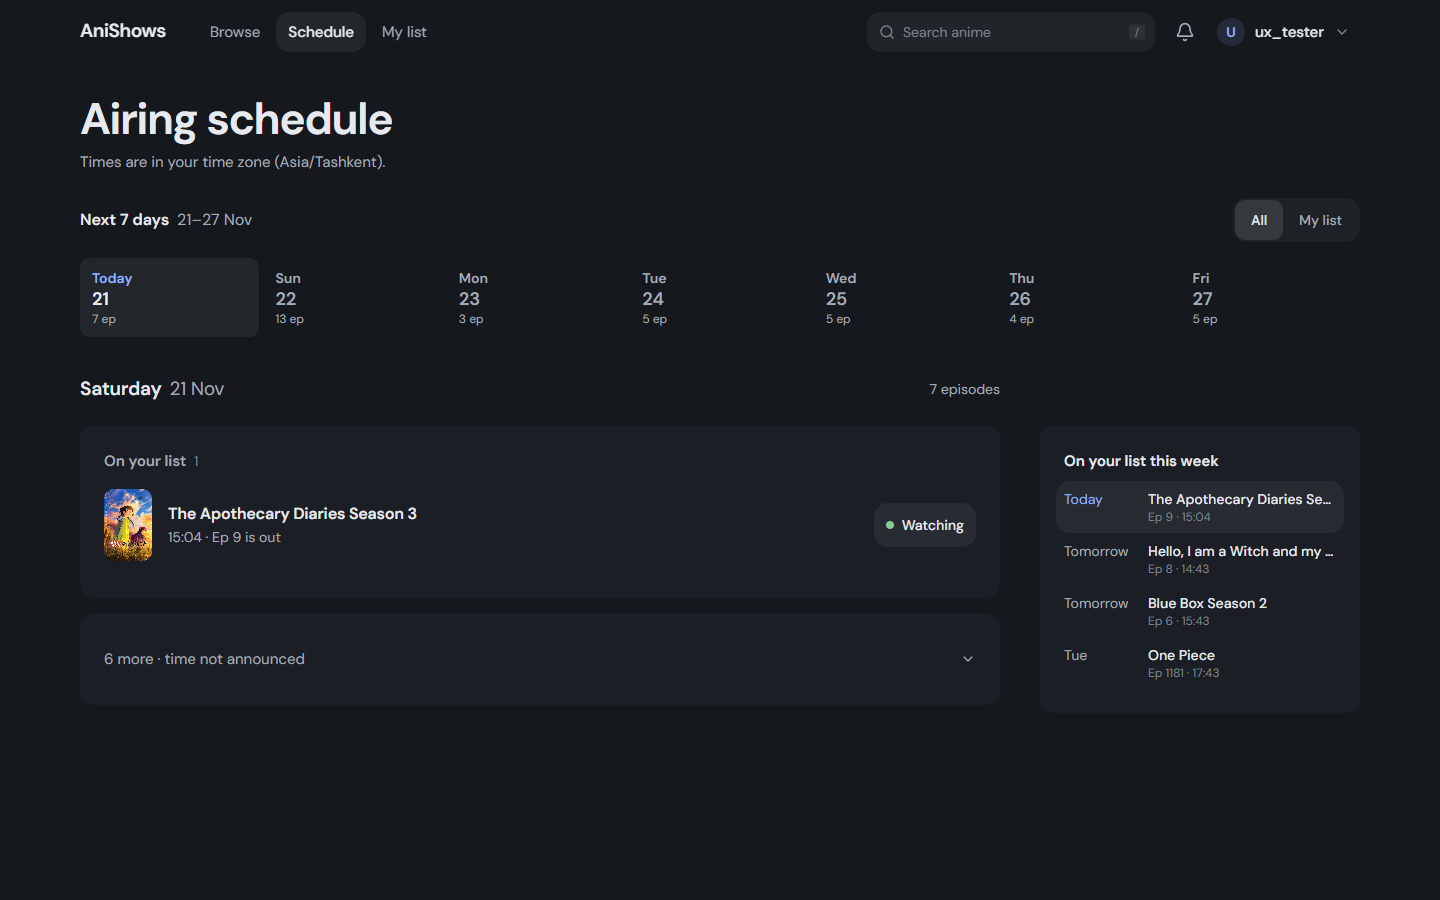 AniShows Browse Schedule My list Search anime / U ux_tester
Airing schedule
Times are in your time zone (Asia/Tashkent).
Next 7 days 21–27 Nov All My list
Today Sun Mon Tue Wed Thu Fri
21 22 23 24 25 26 27
7 ep 13 ep 3 ep 5 ep 5 ep 4 ep 5 ep
Saturday 21 Nov 7 episodes
On your list 1
The Apothecary Diaries Season 3
15:04 · Ep 9 is out
Watching
6 more · time not announced
On your list this week
Today The Apothecary Diaries Se...
Ep 9 · 15:04
Tomorrow Hello, I am a Witch and my ...
Ep 8 · 14:43
Tomorrow Blue Box Season 2
Ep 6 · 15:43
Tue One Piece
Ep 1181 · 17:43